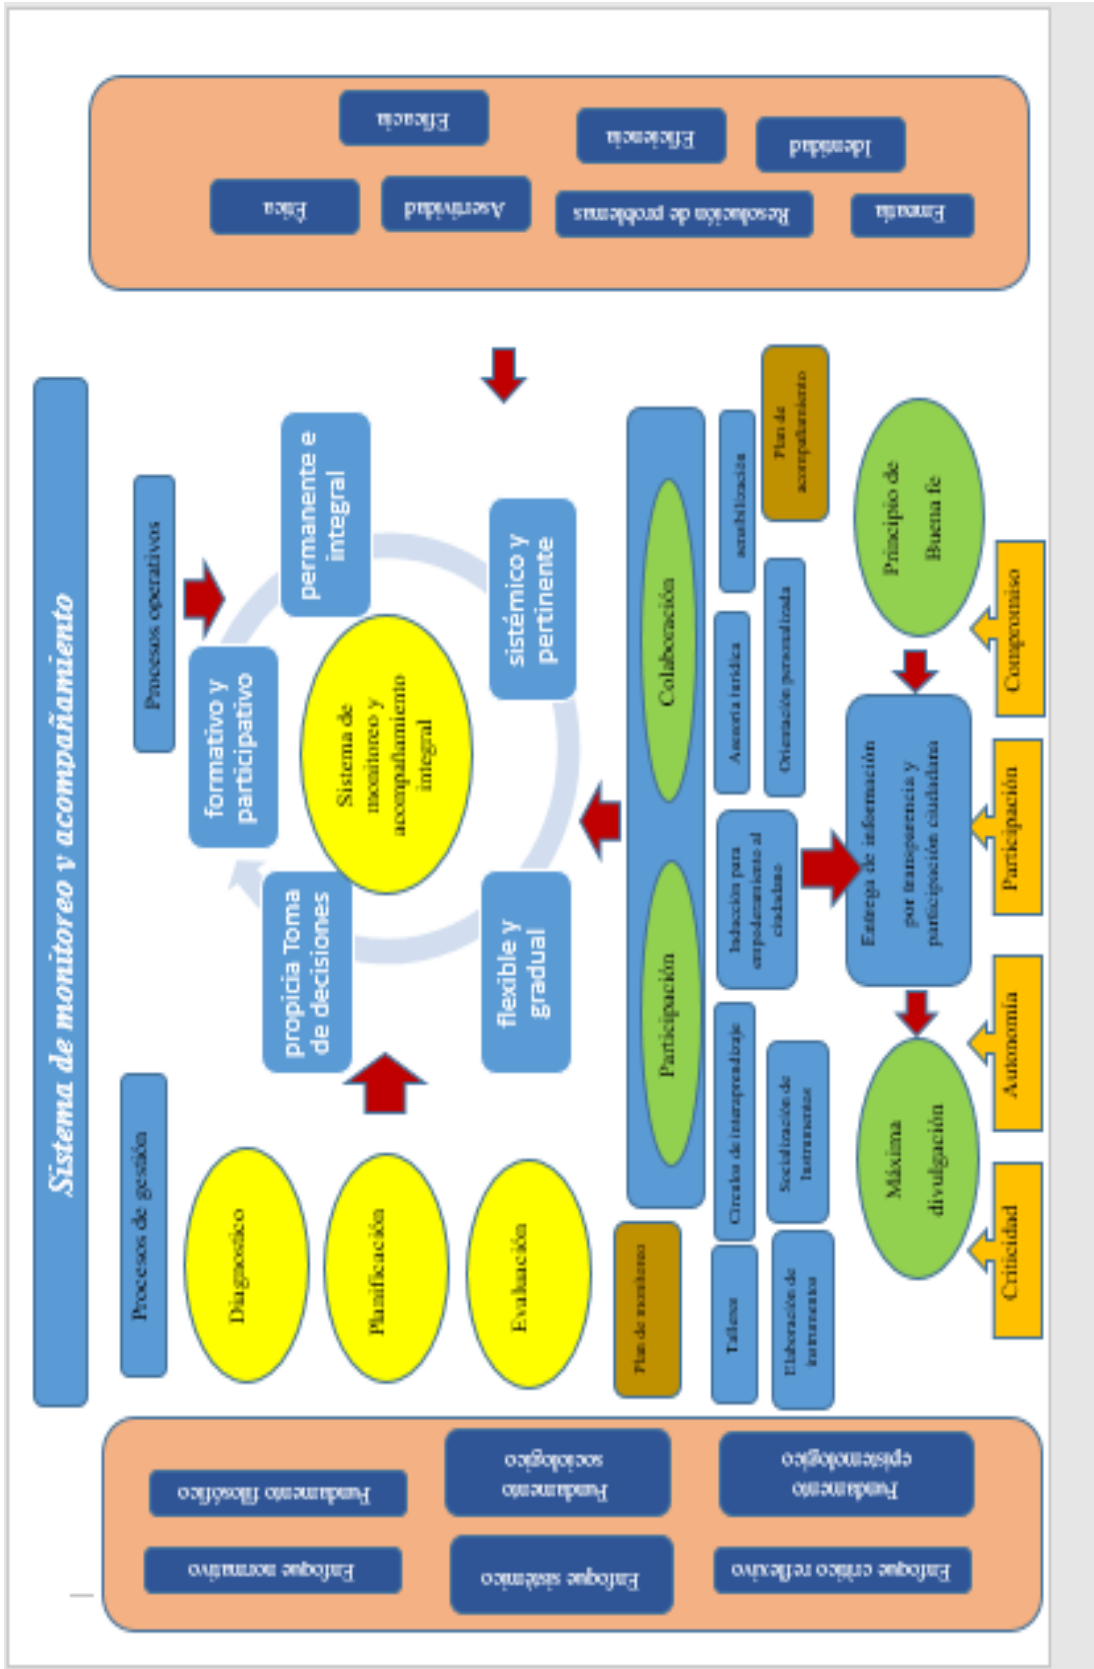 Sistema de monitoreo y acompañamiento
Procesos de gestión
Procesos operativos
Diagnostico
Planificación
Evaluación
formativo y
participativo
permanente e
integral
sistémico y
pertinente
flexible y
gradual
propicia Toma
de decisiones
Sistema de
monitoreo y
acompañamiento
integral
Participación
Colaboración
Plan de monitoreo
Plan de
acompañamiento
Talleres
Círculos de interaprendizaje
Inducción para
empoderamiento al
ciudadano
Asesoría jurídica
sensibilización
Elaboración de
instrumentos
Socialización de
Instrumentos
Orientación personalizada
Máxima
divulgación
Entrega de información
por transparencia y
participación ciudadana
Principio de
Buena fe
Criticidad
Autonomía
Participación
Compromiso
Enfoque normativo
Fundamento filosófico
Enfoque sistémico
Fundamento
sociologico
Enfoque critico reflexivo
Fundamento
epistemologico
Ética
Eficacia
Asertividad
Eficiencia
Resolución de problemas
Identidad
Empatía